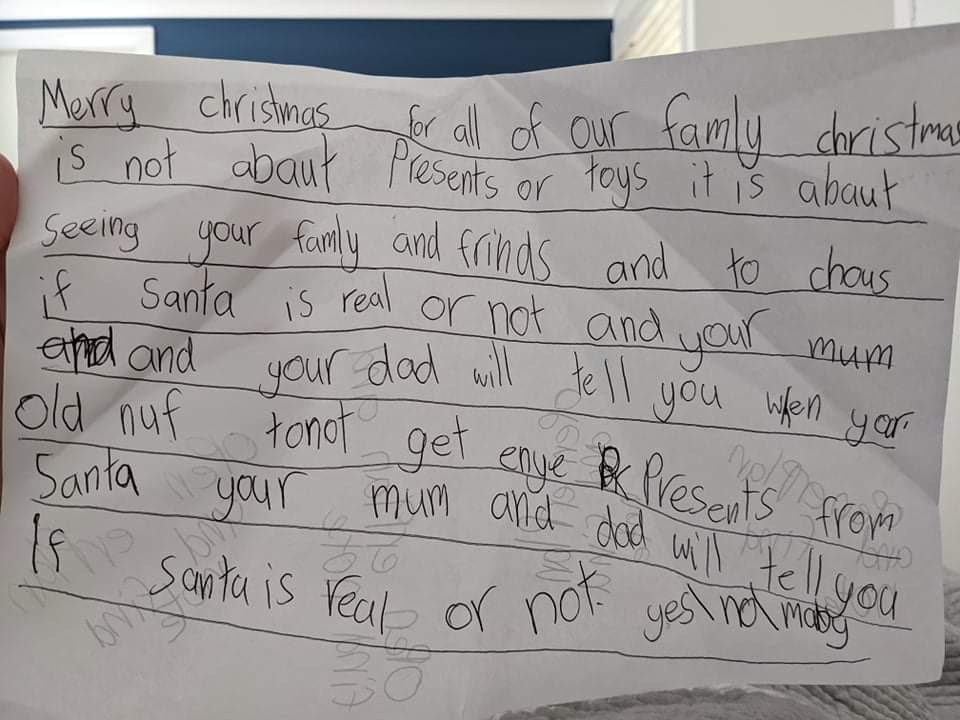 Merry christmas for all of our famly christmas
is not abaut Presents or toys it is abaut
seeing your famly and frinds and to chous
if Santa is real or not and your mum
and your dad will tell you when yor
Old nuf tonot get enye Presents from
Santa your mum and dad will tell you
If Santa is real or not. yes\not\maby